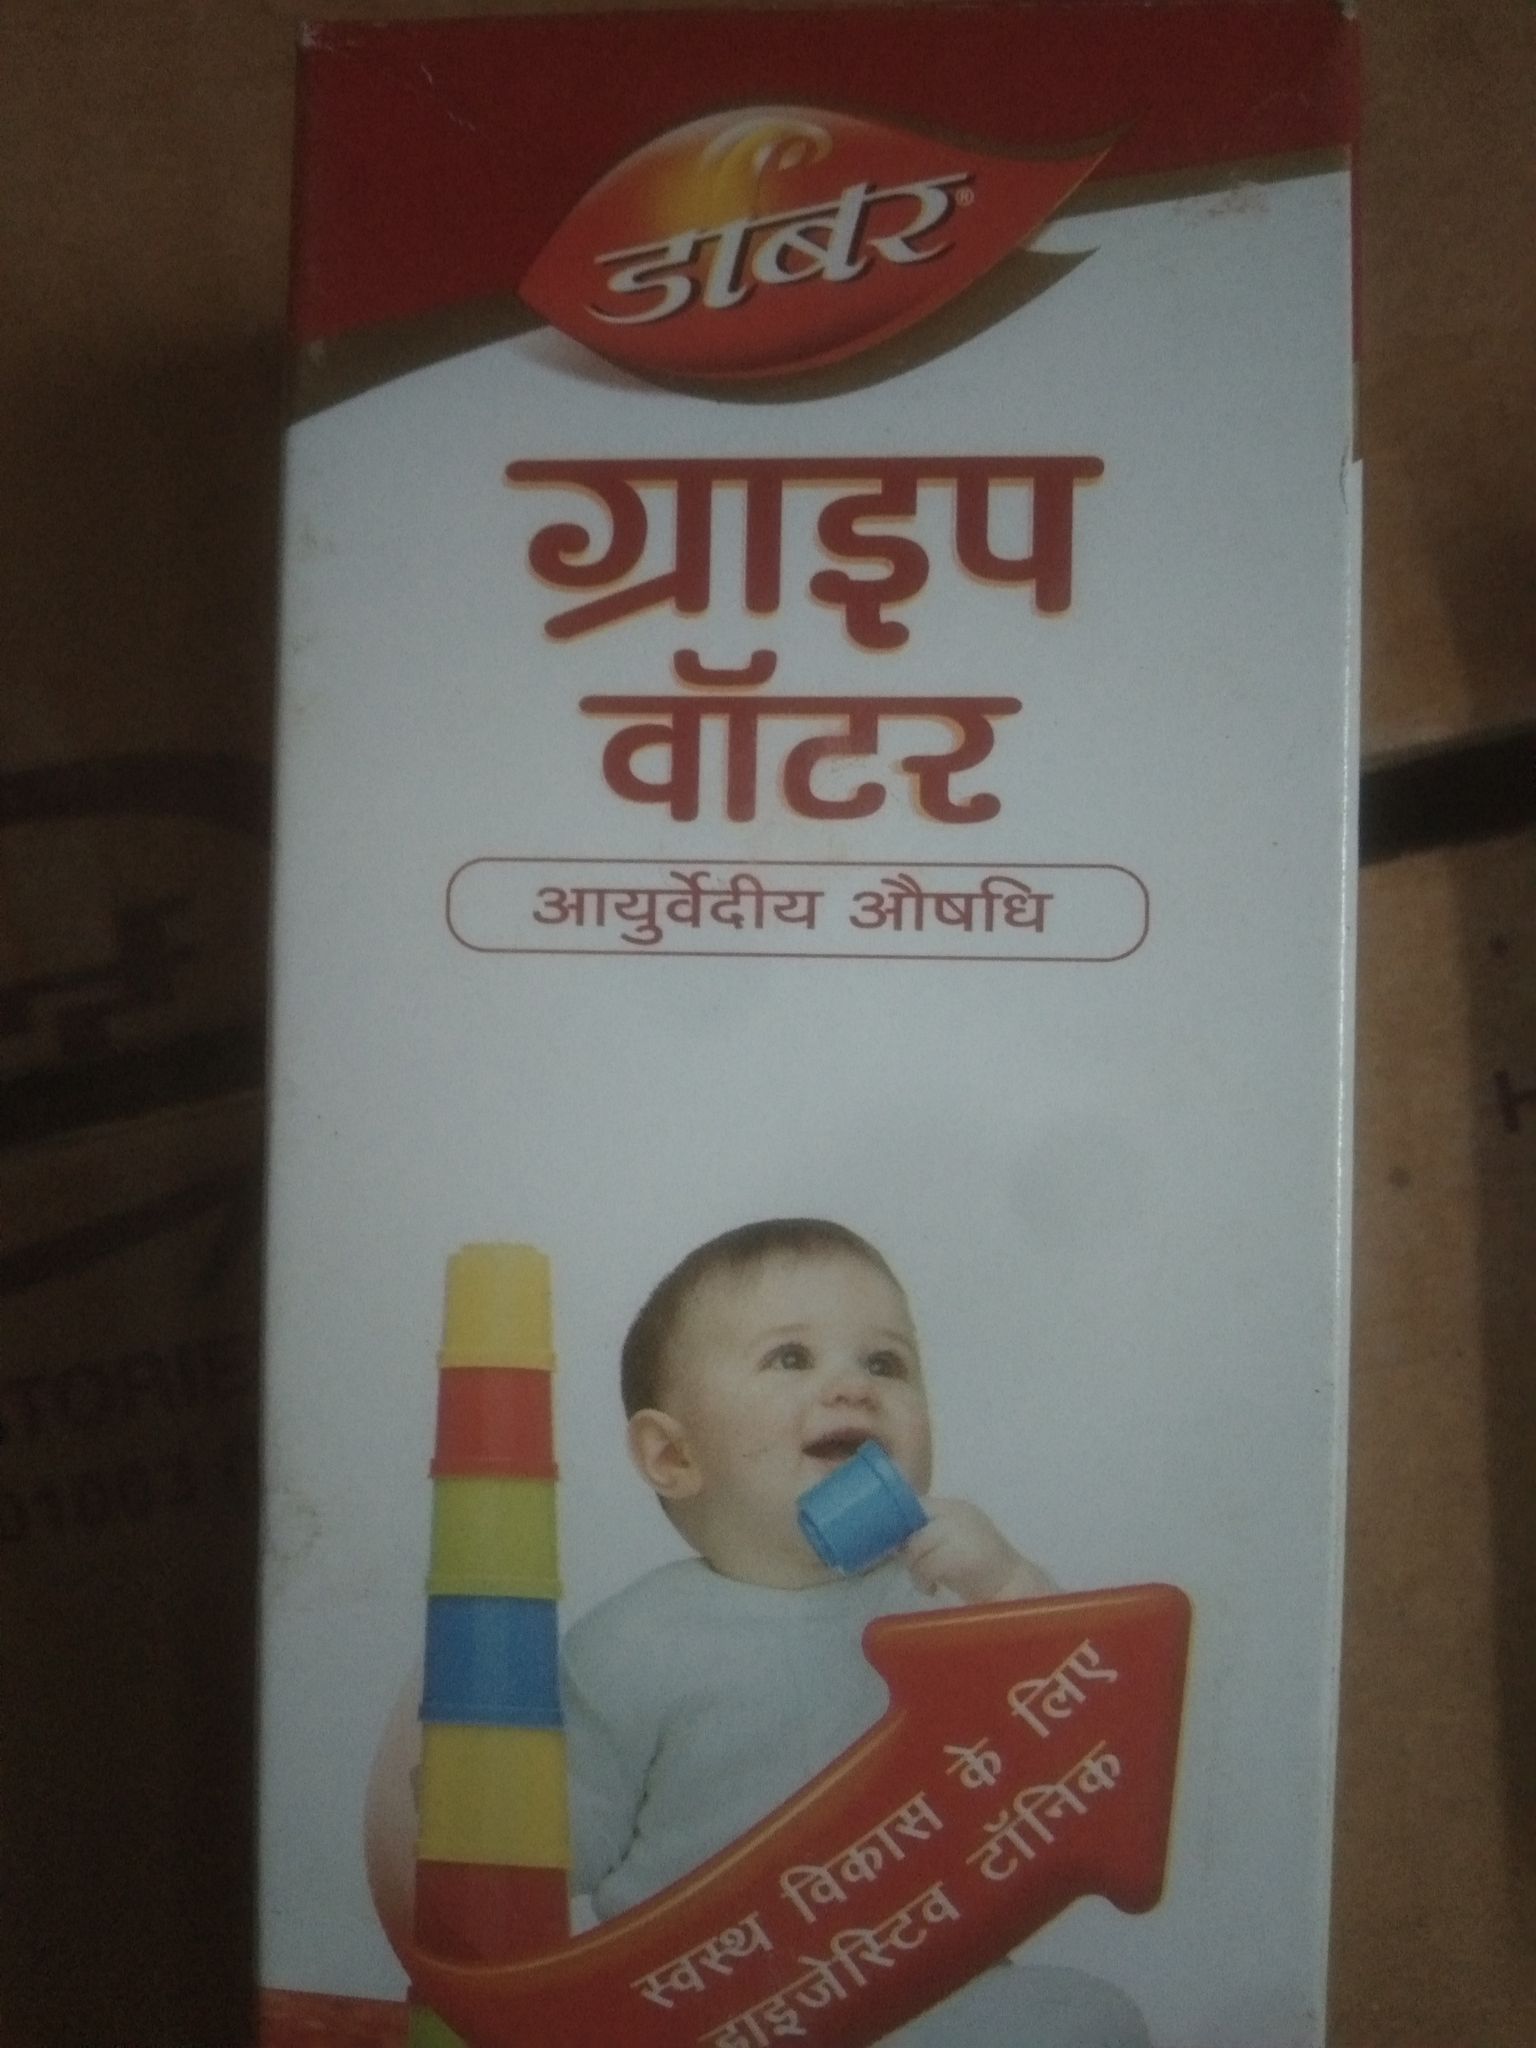 डाबर®
ग्राइप
वॉटर
आयुर्वेदीय औषधि
स्वस्थ विकास के लिए
डाइजेस्टिव टॉनिक